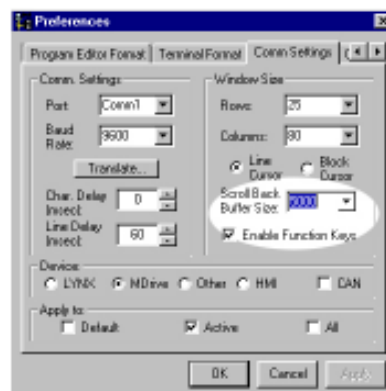 Preferences
Program Editor Format Terminal Format Comm Settings
Comm. Settings
Port Comm1
Baud Rate: 9600
Translate...
Char. Delay (msec): 0
Line Delay (msec): 60
Window Size
Rows: 25
Columns: 80
Line Cursor Block Cursor
Scroll Back Buffer Size: 5000
Enable Function Keys
Device:
LYNX MDrive Other HMI CAN
Apply to:
Default Active All
OK Cancel Apply